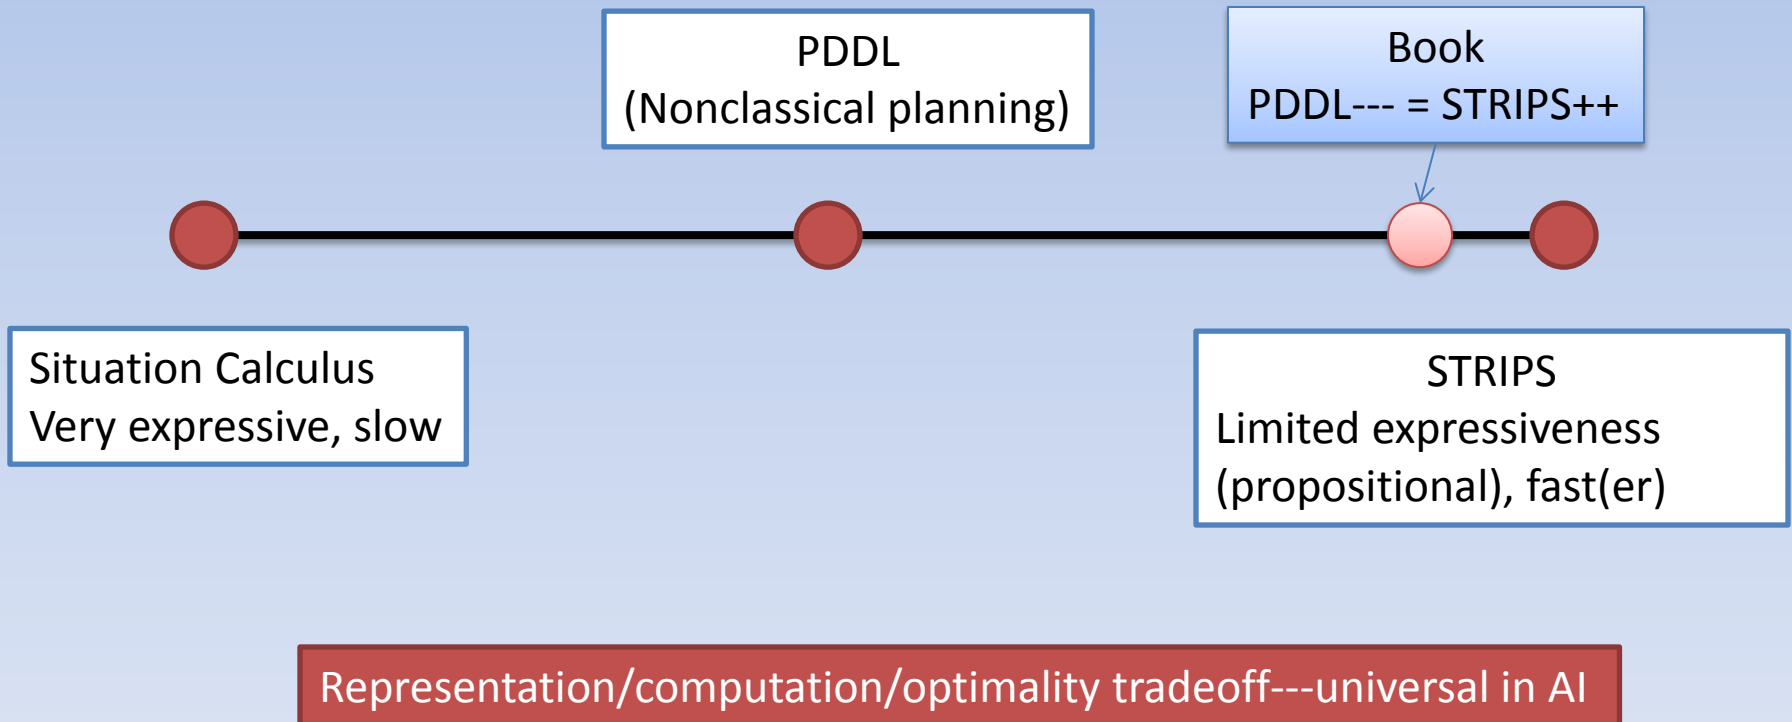 PDDL
(Nonclassical planning)
Book
PDDL--- = STRIPS++
Situation Calculus
Very expressive, slow
STRIPS
Limited expressiveness
(propositional), fast(er)
Representation/computation/optimality tradeoff---universal in AI